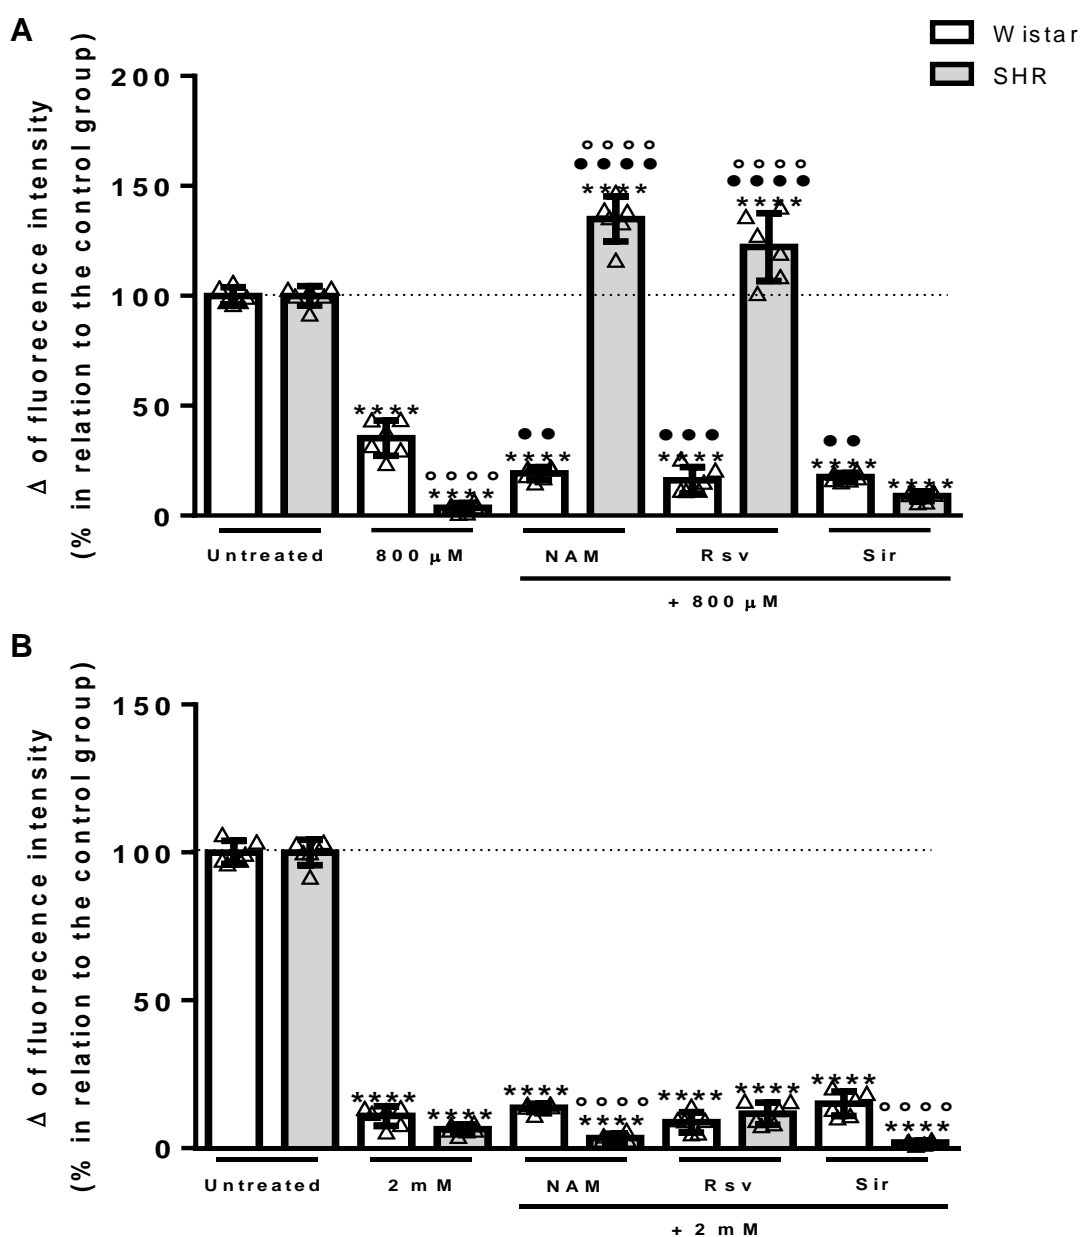 A
Wistar
SHR
Δ of fluorecence intensity
(% in relation to the control group)
200
150
100
50
0
○○○○
●●●●
****
○○○○
●●●●
****
****
○○○○
****
●●
****
●●●
****
●●
****
****
Untreated 800 µM NAM Rsv Sir
+ 800 µM
B
Δ of fluorecence intensity
(% in relation to the control group)
150
100
50
0
****
****
****
○○○○
****
****
****
****
○○○○
****
Untreated 2 mM NAM Rsv Sir
+ 2 mM